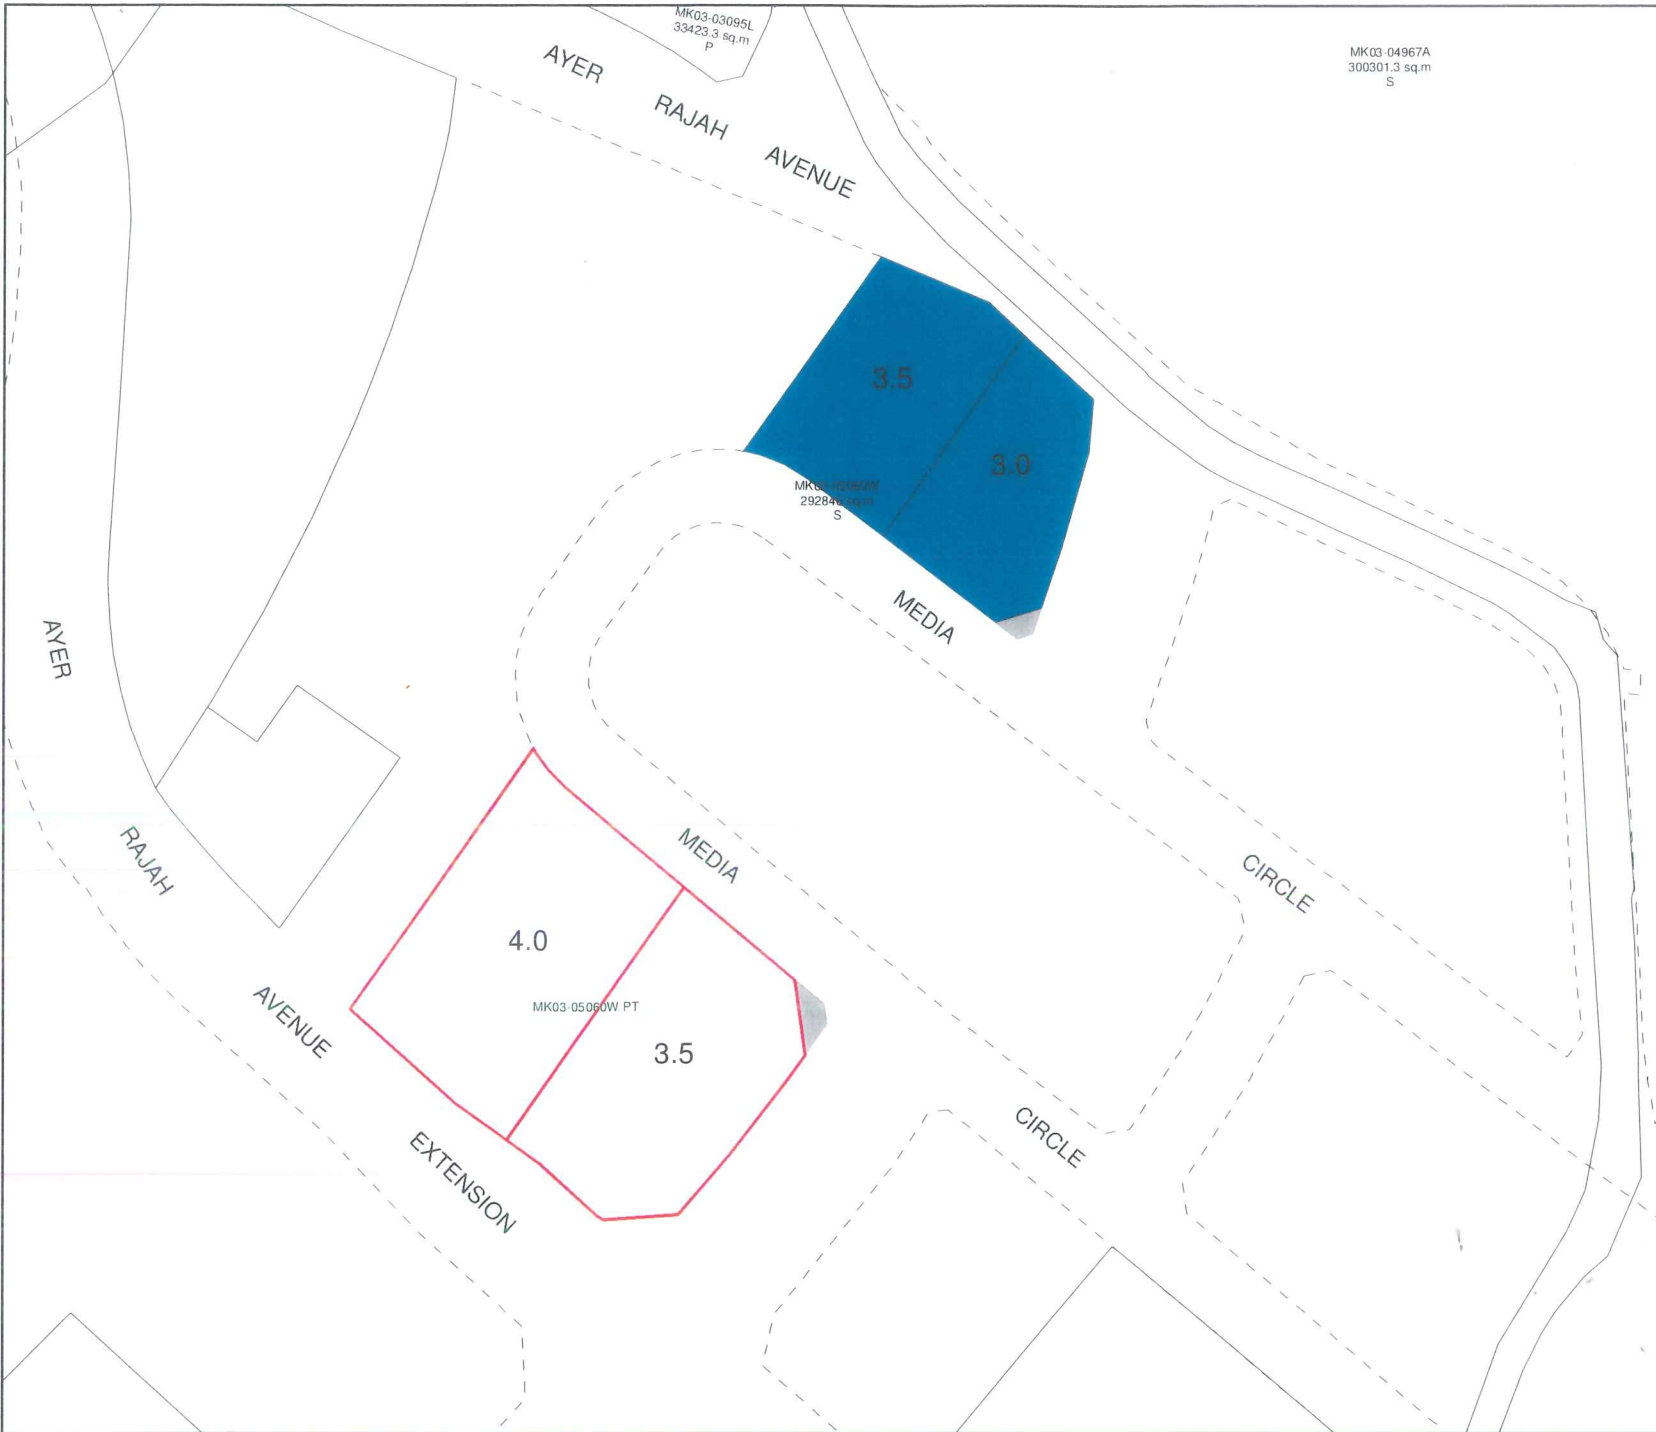 MK03-03095L
33423.3 sq.m
P
MK03-04967A
300301.3 sq.m
S
AYER
RAJAH
AVENUE
3.5
3.0
S
MEDIA
AYER
RAJAH
AVENUE
EXTENSION
MEDIA
CIRCLE
4.0
MK03-05060W PT
3.5
CIRCLE